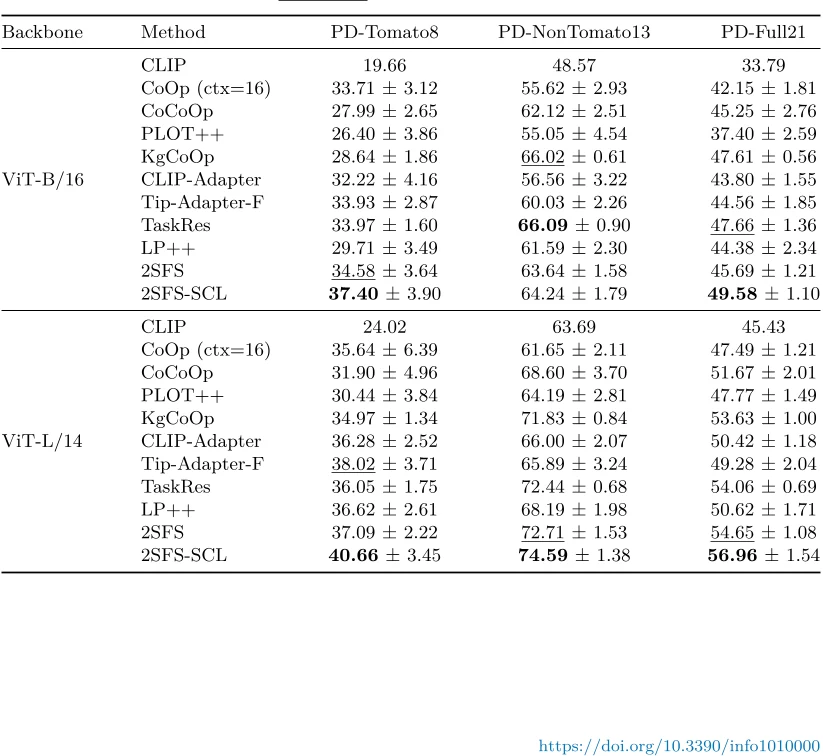 Backbone Method PD-Tomato8 PD-NonTomato13 PD-Full21
CLIP 19.66 48.57 33.79
CoOp (ctx=16) 33.71 ± 3.12 55.62 ± 2.93 42.15 ± 1.81
CoCoOp 27.99 ± 2.65 62.12 ± 2.51 45.25 ± 2.76
PLOT++ 26.40 ± 3.86 55.05 ± 4.54 37.40 ± 2.59
KgCoOp 28.64 ± 1.86 66.02 ± 0.61 47.61 ± 0.56
ViT-B/16 CLIP-Adapter 32.22 ± 4.16 56.56 ± 3.22 43.80 ± 1.55
Tip-Adapter-F 33.93 ± 2.87 60.03 ± 2.26 44.56 ± 1.85
TaskRes 33.97 ± 1.60 66.09 ± 0.90 47.66 ± 1.36
LP++ 29.71 ± 3.49 61.59 ± 2.30 44.38 ± 2.34
2SFS 34.58 ± 3.64 63.64 ± 1.58 45.69 ± 1.21
2SFS-SCL 37.40 ± 3.90 64.24 ± 1.79 49.58 ± 1.10
CLIP 24.02 63.69 45.43
CoOp (ctx=16) 35.64 ± 6.39 61.65 ± 2.11 47.49 ± 1.21
CoCoOp 31.90 ± 4.96 68.60 ± 3.70 51.67 ± 2.01
PLOT++ 30.44 ± 3.84 64.19 ± 2.81 47.77 ± 1.49
KgCoOp 34.97 ± 1.34 71.83 ± 0.84 53.63 ± 1.00
ViT-L/14 CLIP-Adapter 36.28 ± 2.52 66.00 ± 2.07 50.42 ± 1.18
Tip-Adapter-F 38.02 ± 3.71 65.89 ± 3.24 49.28 ± 2.04
TaskRes 36.05 ± 1.75 72.44 ± 0.68 54.06 ± 0.69
LP++ 36.62 ± 2.61 68.19 ± 1.98 50.62 ± 1.71
2SFS 37.09 ± 2.22 72.71 ± 1.53 54.65 ± 1.08
2SFS-SCL 40.66 ± 3.45 74.59 ± 1.38 56.96 ± 1.54
https://doi.org/10.3390/info1010000